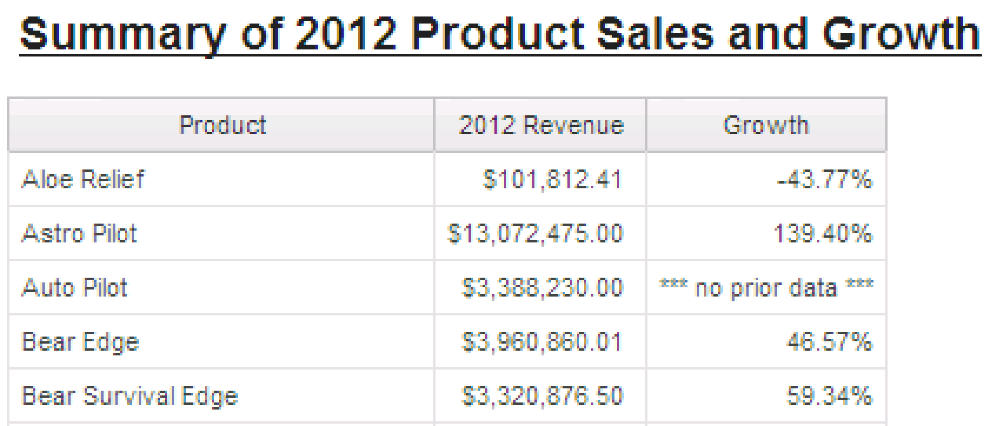 Summary of 2012 Product Sales and Growth
Product 2012 Revenue Growth
Aloe Relief $101,812.41 -43.77%
Astro Pilot $13,072,475.00 139.40%
Auto Pilot $3,388,230.00 *** no prior data ***
Bear Edge $3,960,860.01 46.57%
Bear Survival Edge $3,320,876.50 59.34%